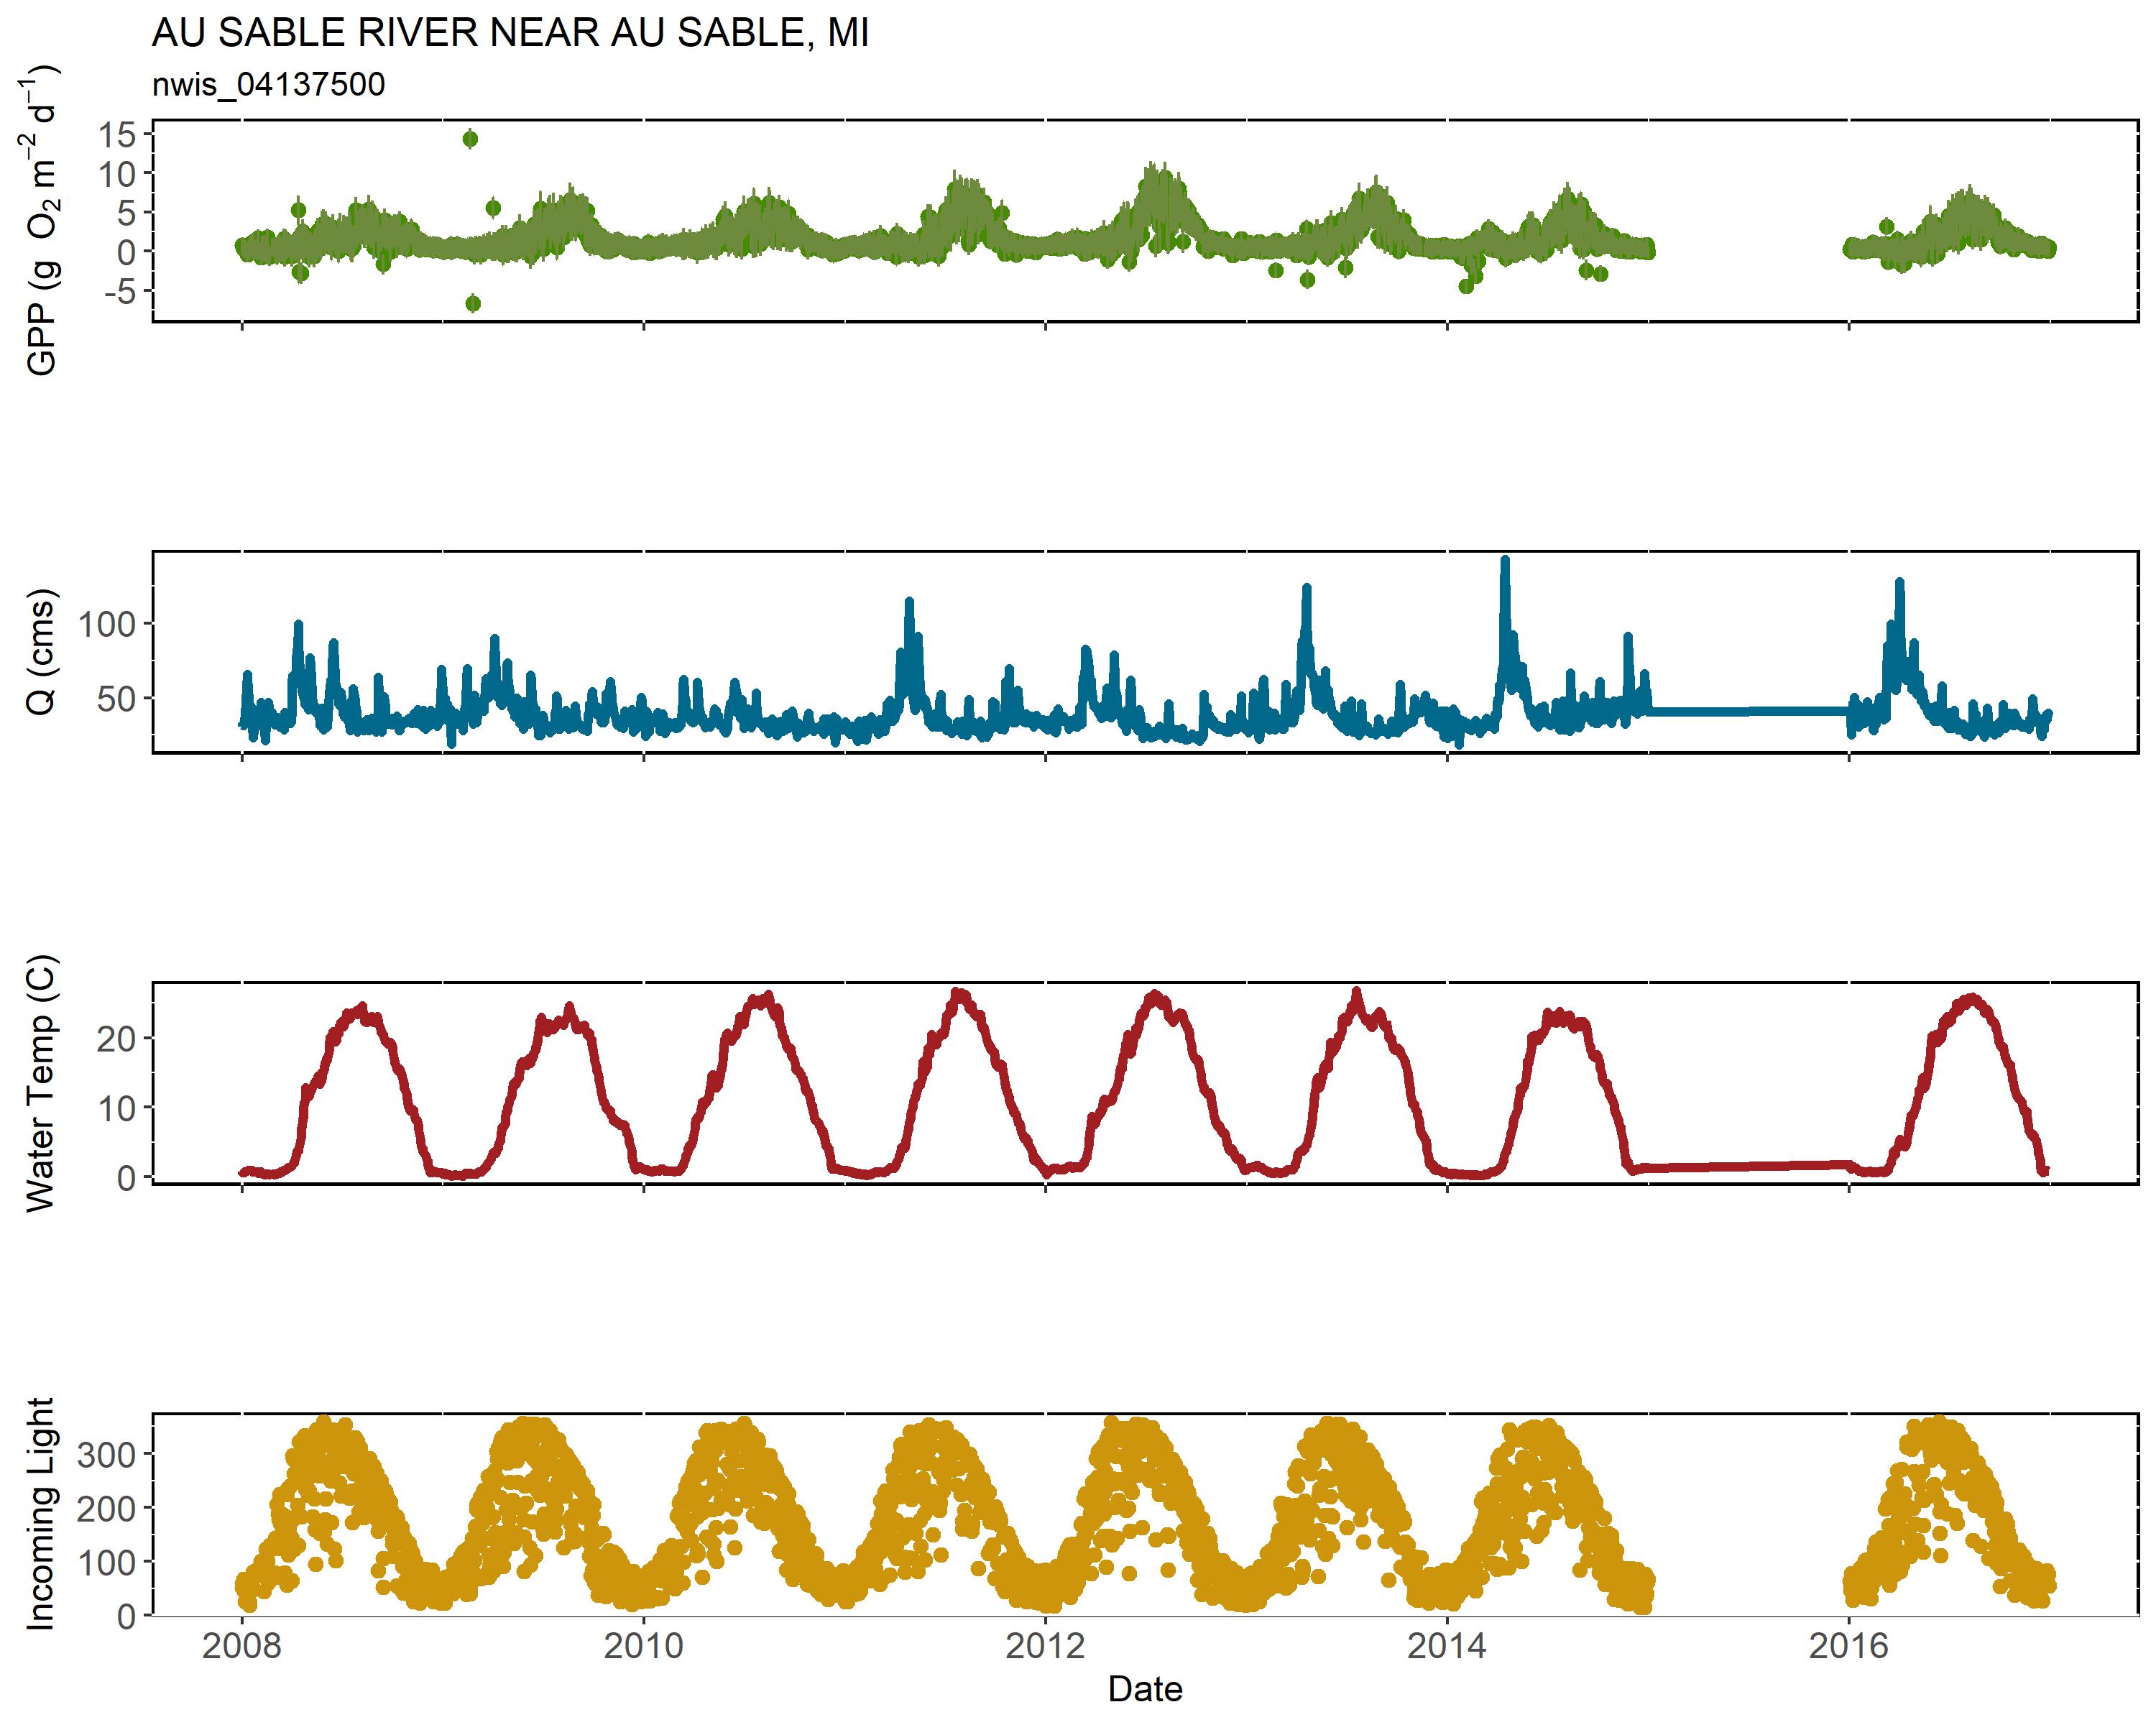 AU SABLE RIVER NEAR AU SABLE, MI
nwis_04137500
GPP (g O₂ m⁻² d⁻¹)
15
10
5
0
-5
Q (cms)
100
50
Water Temp (C)
20
10
0
Incoming Light
300
200
100
0
2008 2010 2012 2014 2016
Date